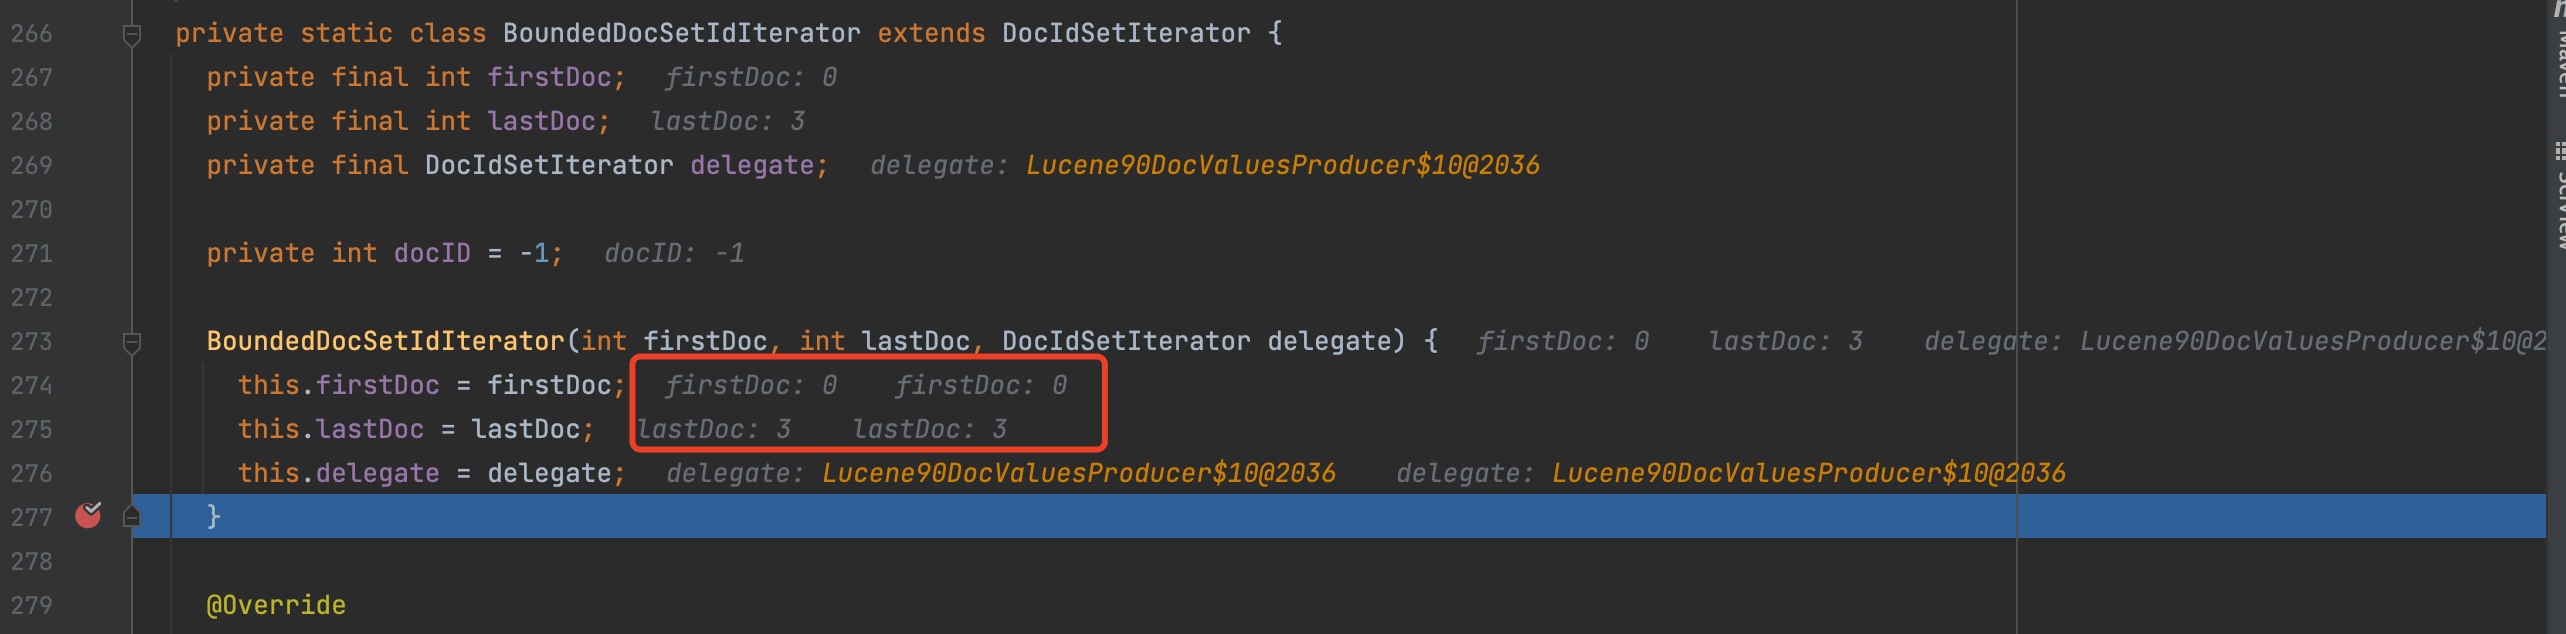 266 private static class BoundedDocSetIdIterator extends DocIdSetIterator {
267 private final int firstDoc; firstDoc: 0
268 private final int lastDoc; lastDoc: 3
269 private final DocIdSetIterator delegate; delegate: Lucene90DocValuesProducer$10@2036
270
271 private int docID = -1; docID: -1
272
273 BoundedDocSetIdIterator(int firstDoc, int lastDoc, DocIdSetIterator delegate) { firstDoc: 0 lastDoc: 3 delegate: Lucene90DocValuesProducer$10@2
274 this.firstDoc = firstDoc; firstDoc: 0 firstDoc: 0
275 this.lastDoc = lastDoc; lastDoc: 3 lastDoc: 3
276 this.delegate = delegate; delegate: Lucene90DocValuesProducer$10@2036 delegate: Lucene90DocValuesProducer$10@2036
277 }
278
279 @Override
Maven
SciView